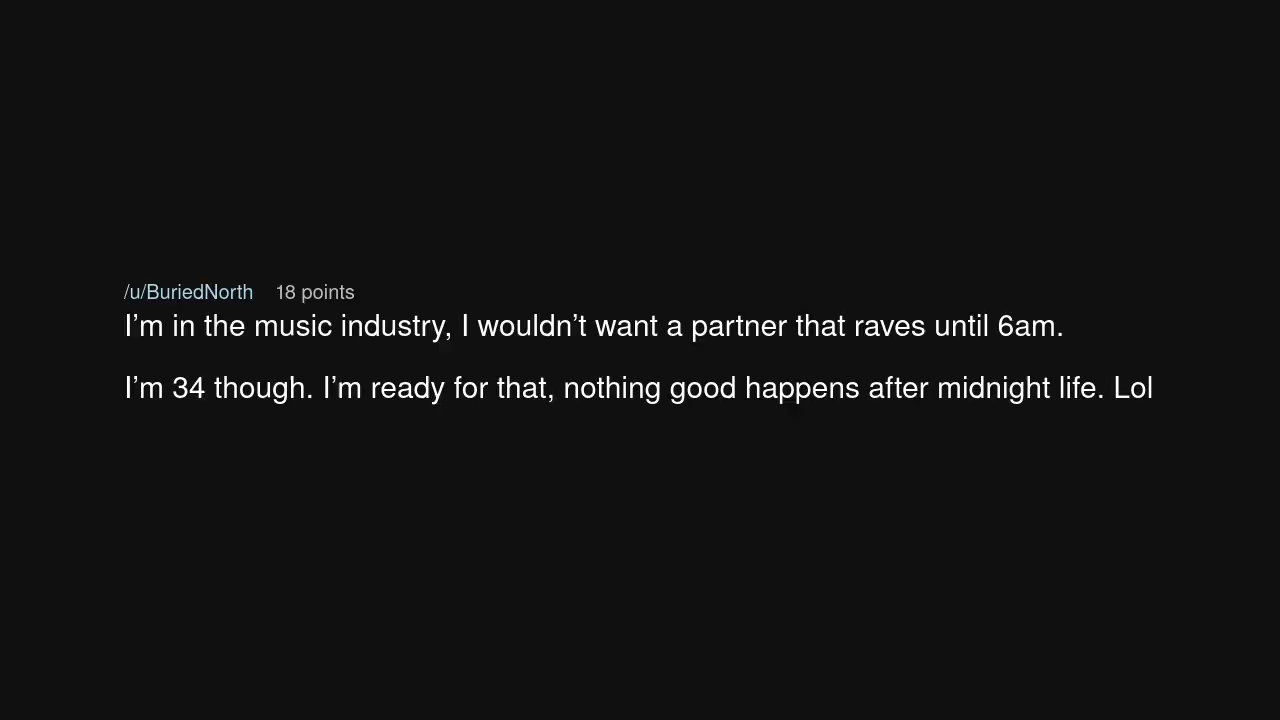 /u/BuriedNorth 18 points
I’m in the music industry, I wouldn’t want a partner that raves until 6am.
I’m 34 though. I’m ready for that, nothing good happens after midnight life. Lol